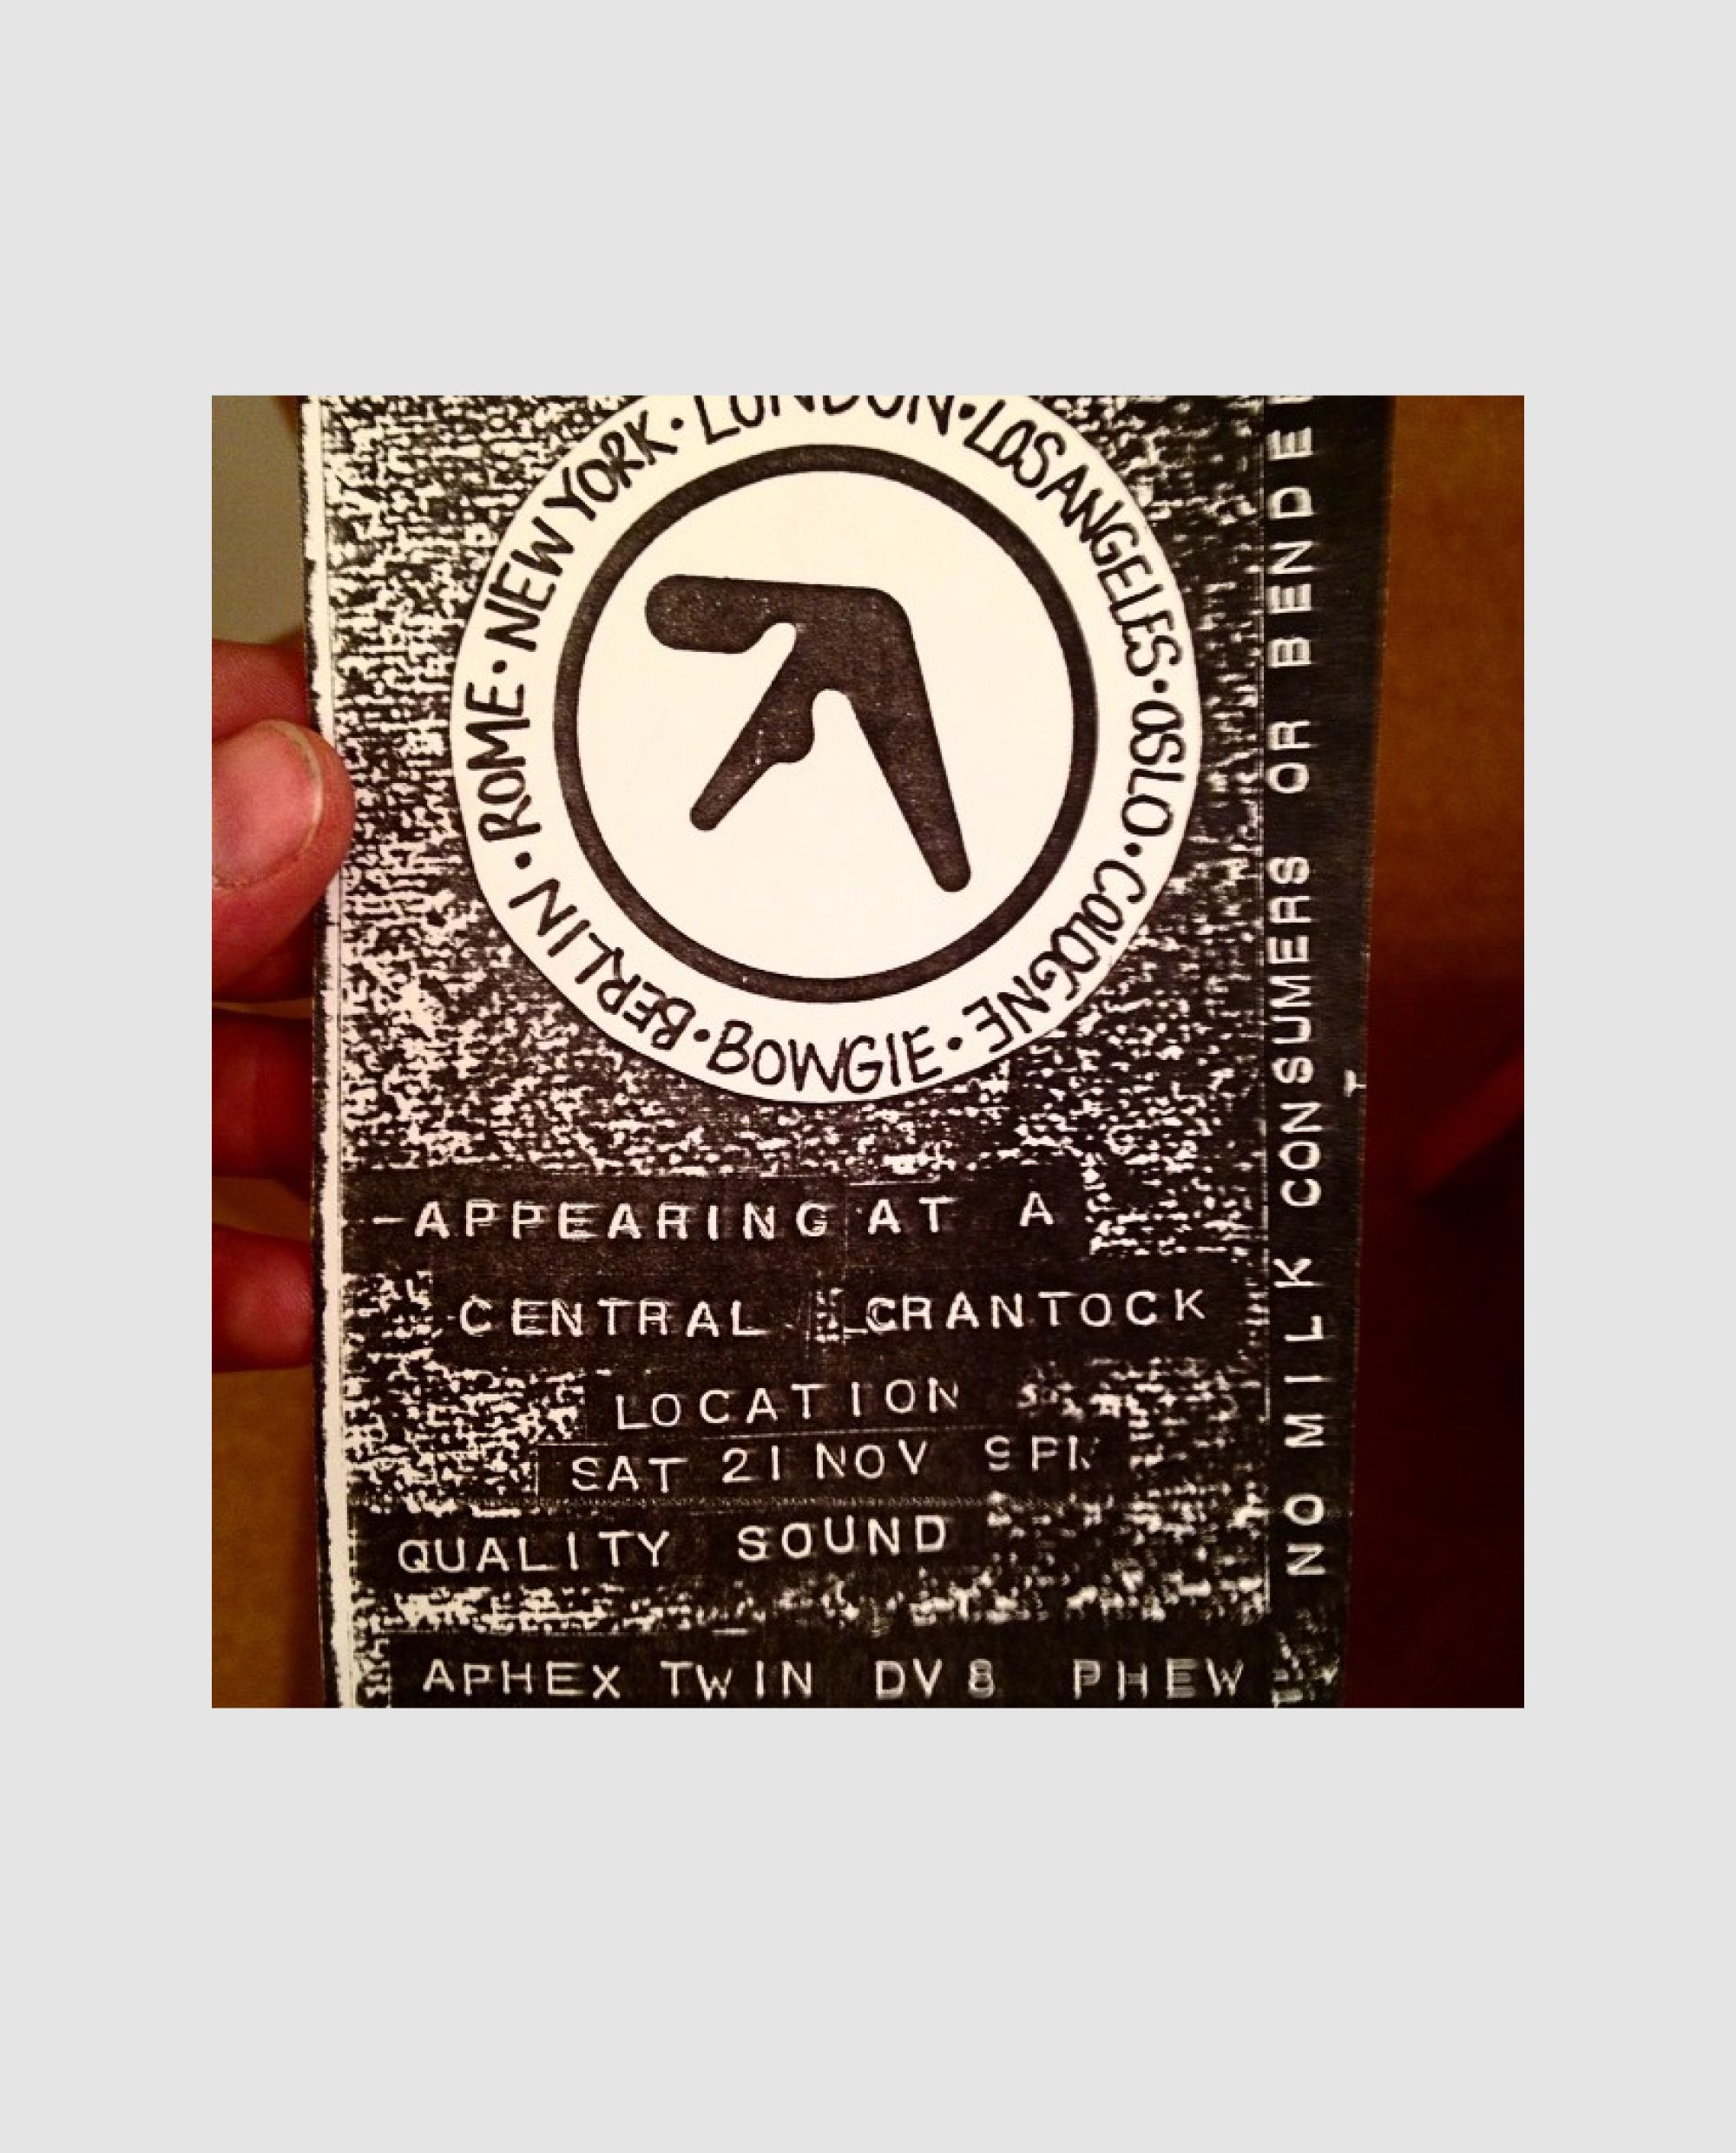 ROME • NEW YORK • LONDON • LOS ANGELES • OSLO • COLOGNE • BOWGIE • BERLIN •
-APPEARING AT A
CENTRAL CRANTOCK
LOCATION
SAT 21 NOV 9PM
QUALITY SOUND
APHEX TWIN DV8 PHEW
NO MILK CONSUMERS OR